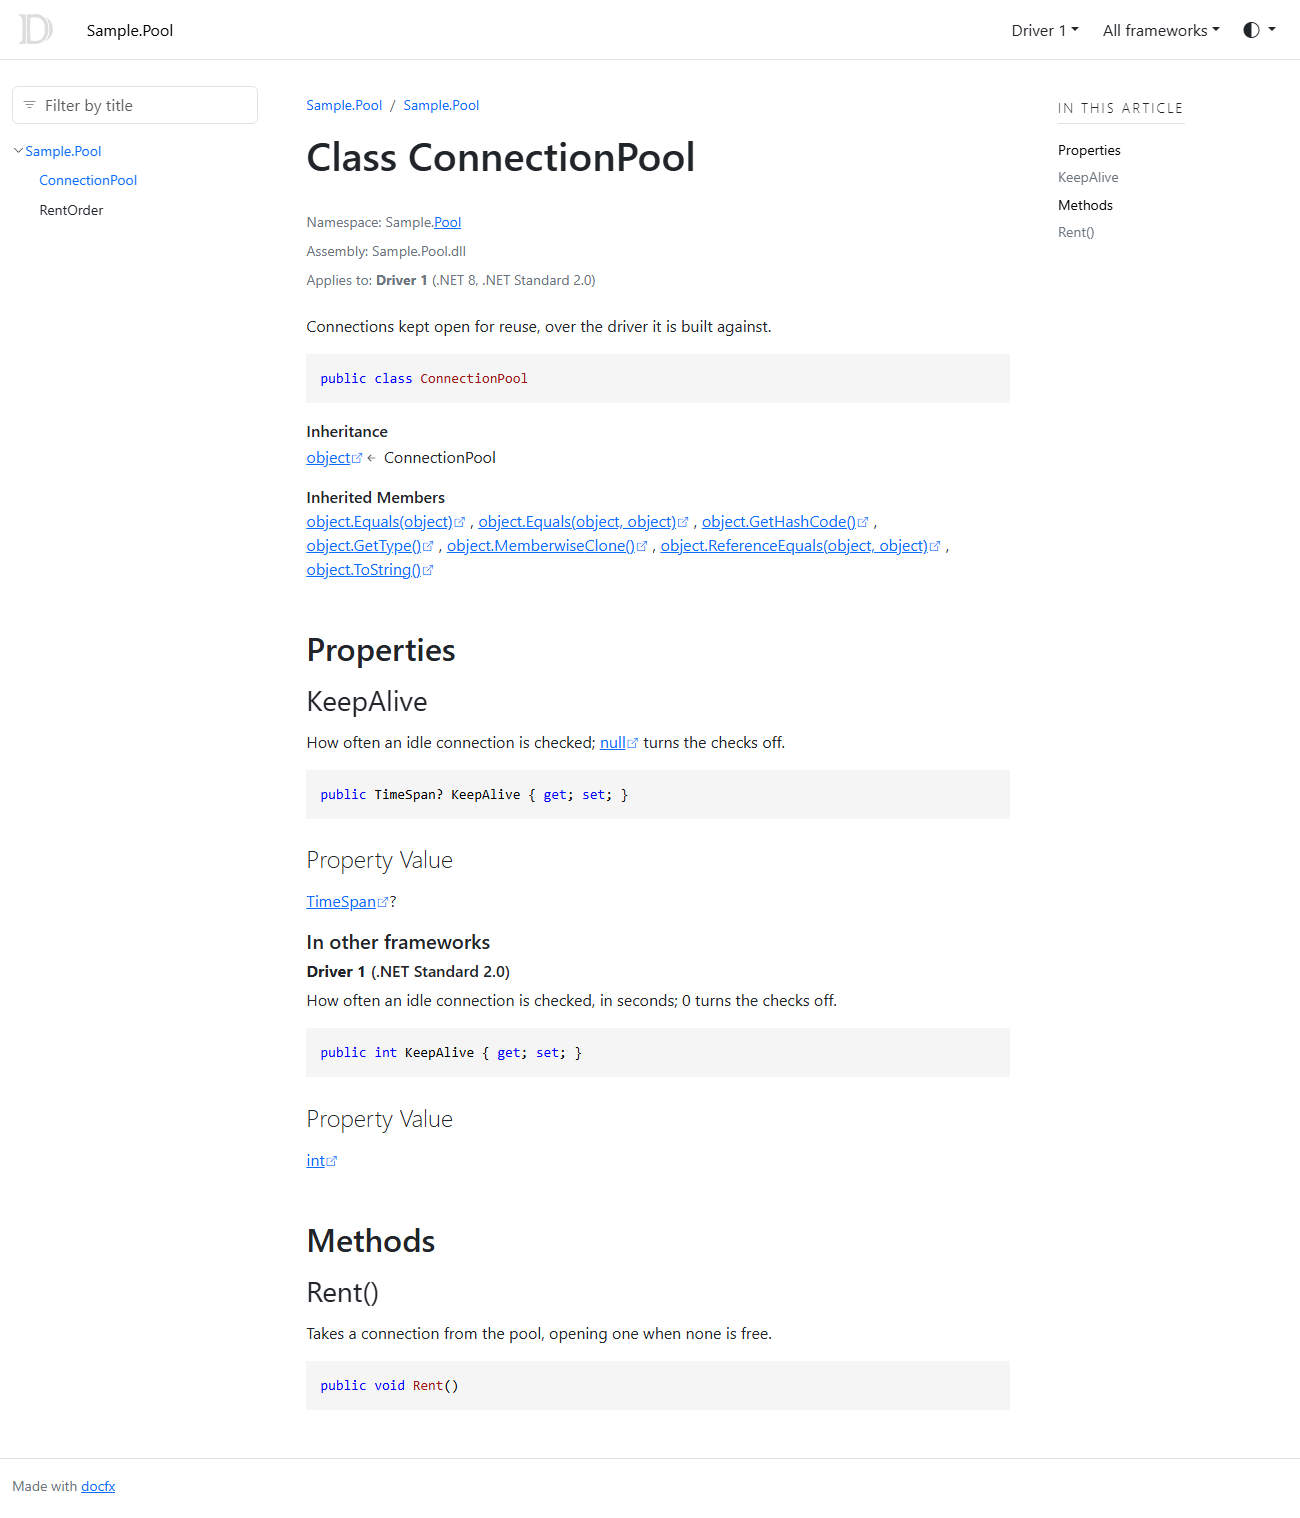 Sample.Pool
Driver 1
All frameworks
Filter by title
Sample.Pool
ConnectionPool
RentOrder
Sample.Pool / Sample.Pool
Class ConnectionPool
Namespace: Sample.Pool
Assembly: Sample.Pool.dll
Applies to: Driver 1 (.NET 8, .NET Standard 2.0)
Connections kept open for reuse, over the driver it is built against.
public class ConnectionPool
Inheritance
object ← ConnectionPool
Inherited Members
object.Equals(object) , object.Equals(object, object) , object.GetHashCode() ,
object.GetType() , object.MemberwiseClone() , object.ReferenceEquals(object, object) ,
object.ToString()
Properties
KeepAlive
How often an idle connection is checked; null turns the checks off.
public TimeSpan? KeepAlive { get; set; }
Property Value
TimeSpan?
In other frameworks
Driver 1 (.NET Standard 2.0)
How often an idle connection is checked, in seconds; 0 turns the checks off.
public int KeepAlive { get; set; }
Property Value
int
Methods
Rent()
Takes a connection from the pool, opening one when none is free.
public void Rent()
IN THIS ARTICLE
Properties
KeepAlive
Methods
Rent()
Made with docfx